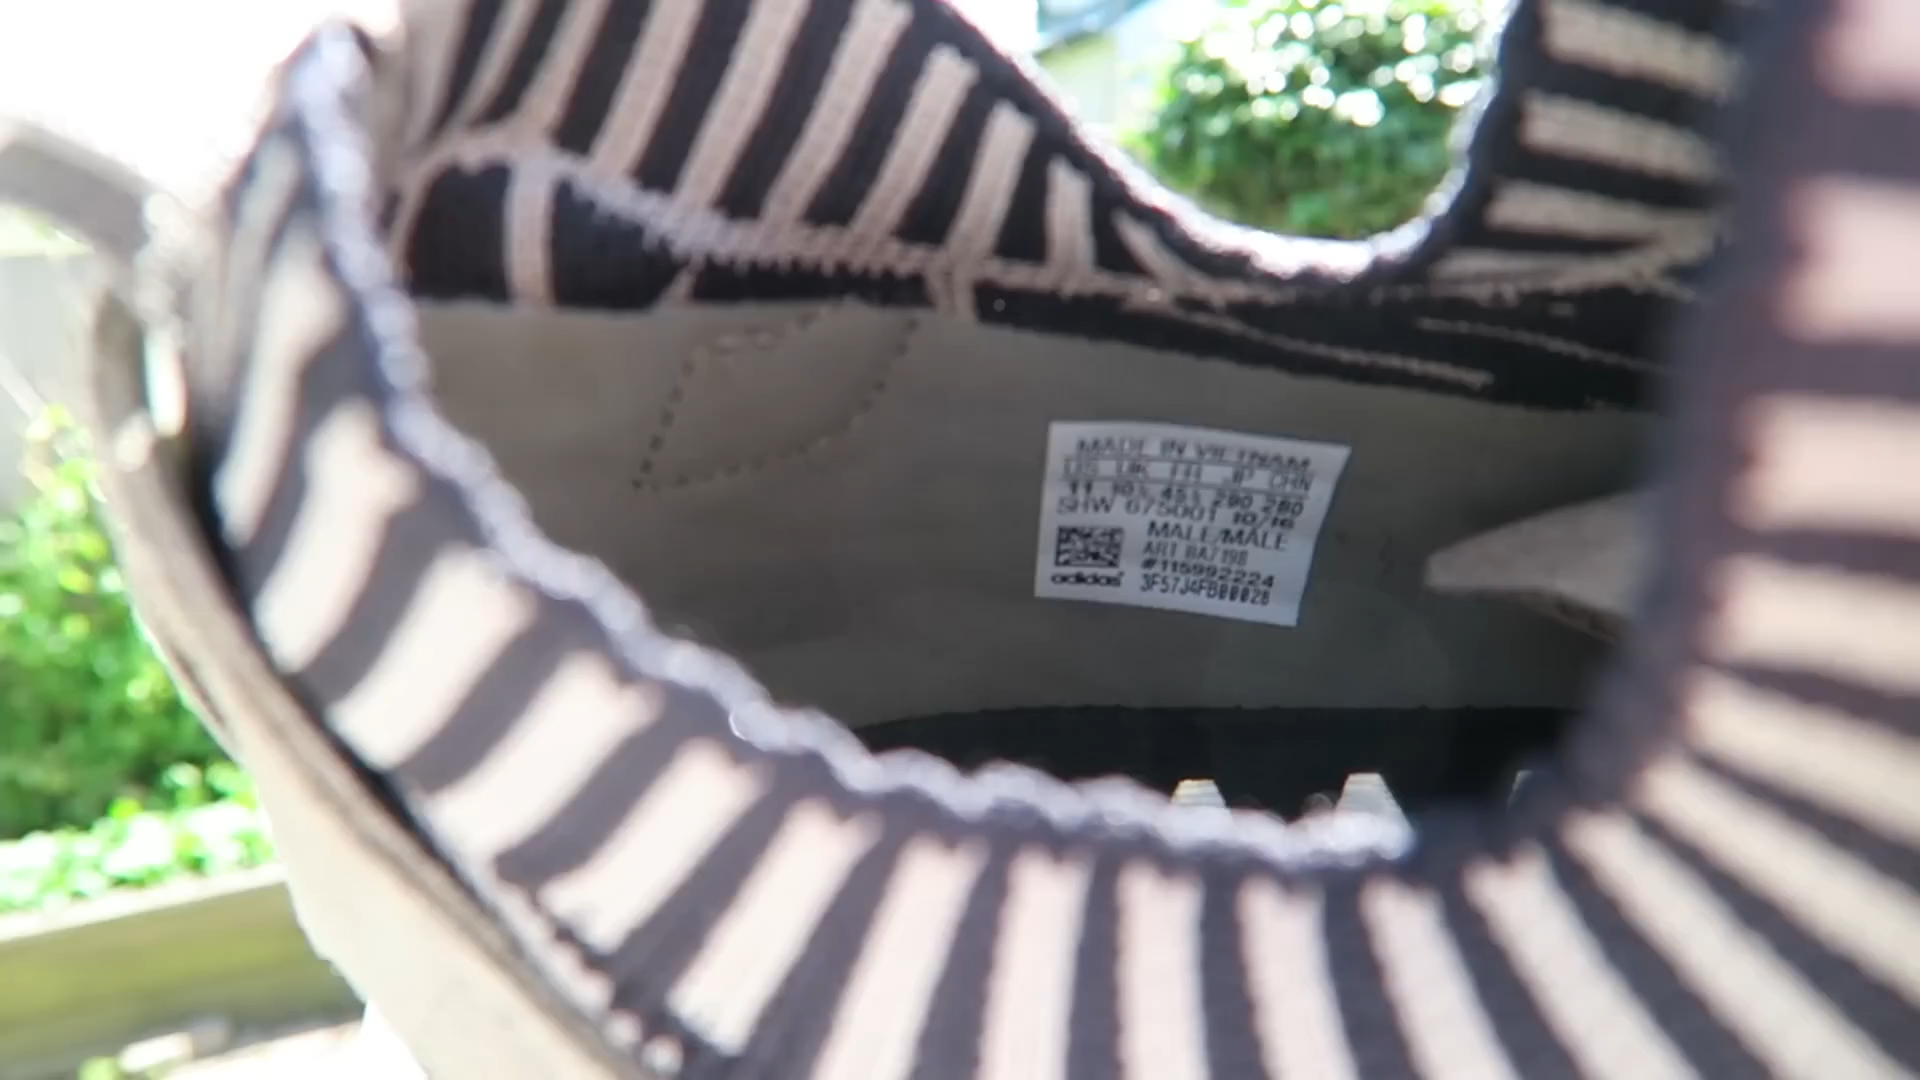 MADE IN VIETNAM
US UK FR JP CHN
11 10½ 45⅓ 290 280
SHW 675001 10/16
MALE/MALE
ART BA7198
#115992224
adidas 3F57J4FB00028